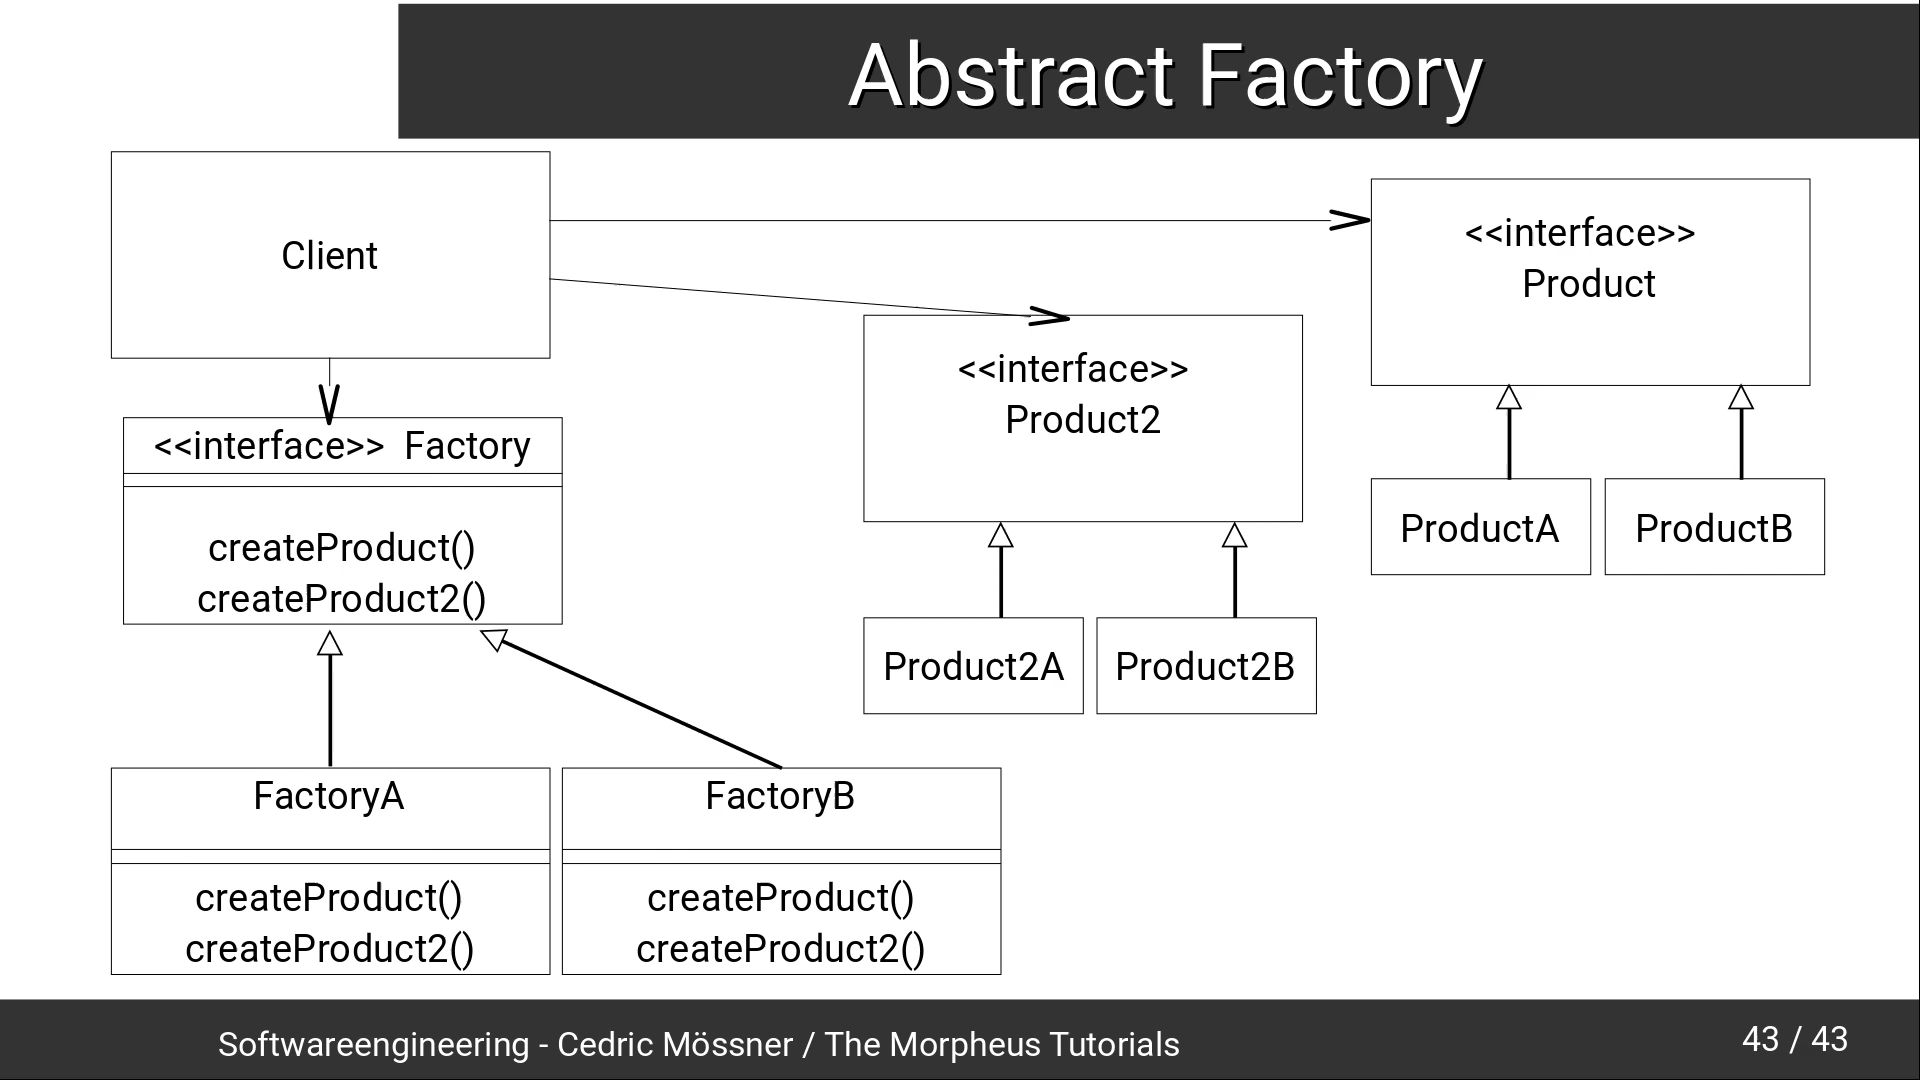 Abstract Factory
Client
<<interface>>
Product
<<interface>>
Product2
<<interface>> Factory
createProduct()
createProduct2()
ProductA
ProductB
Product2A
Product2B
FactoryA
createProduct()
createProduct2()
FactoryB
createProduct()
createProduct2()
Softwareengineering - Cedric Mössner / The Morpheus Tutorials
43 / 43